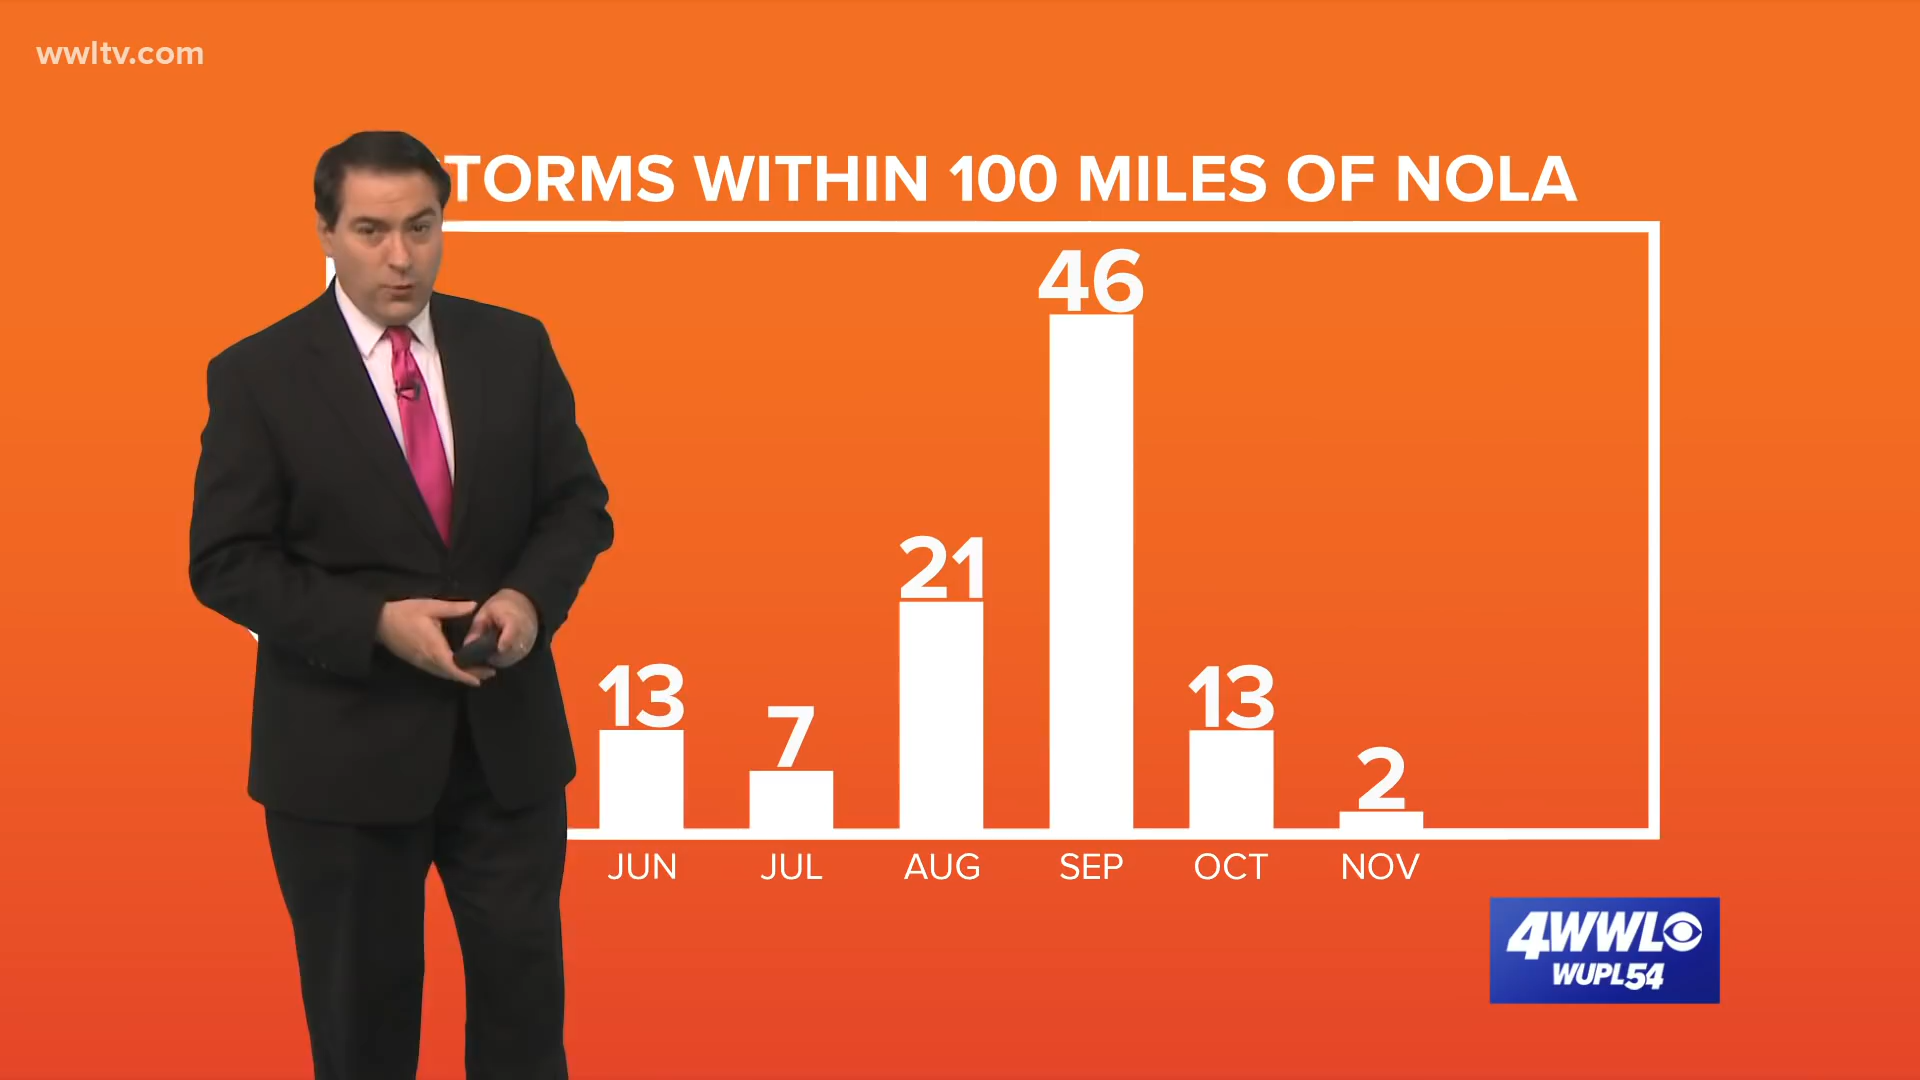 wwltv.com
TORMS WITHIN 100 MILES OF NOLA
46
21
13
7
13
2
JUN JUL AUG SEP OCT NOV
4WWL
WUPL54